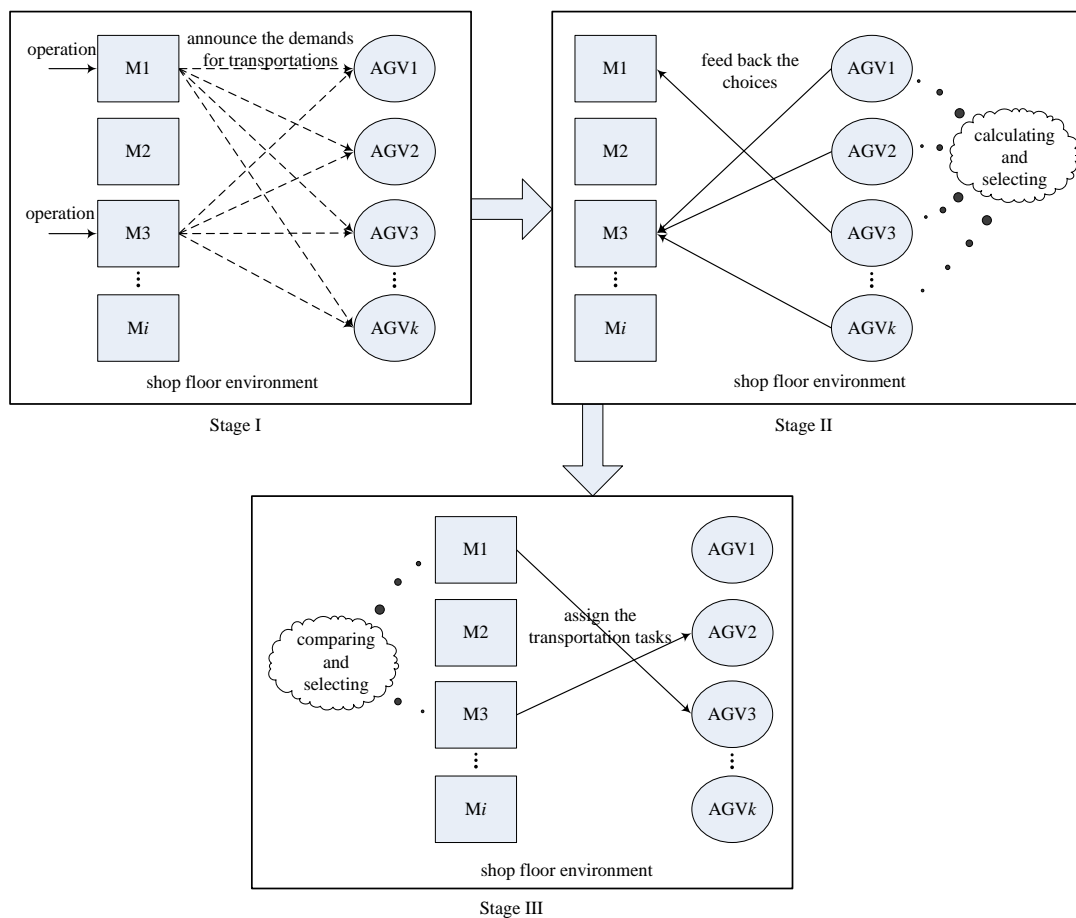 operation
M1
announce the demands
for transportations
AGV1
M2
AGV2
operation
M3
AGV3
Mi
AGVk
shop floor environment
Stage I
M1
feed back the
choices
AGV1
M2
AGV2
calculating
and
selecting
M3
AGV3
Mi
AGVk
shop floor environment
Stage II
M1
AGV1
assign the
transportation tasks
M2
AGV2
comparing
and
selecting
M3
AGV3
Mi
AGVk
shop floor environment
Stage III